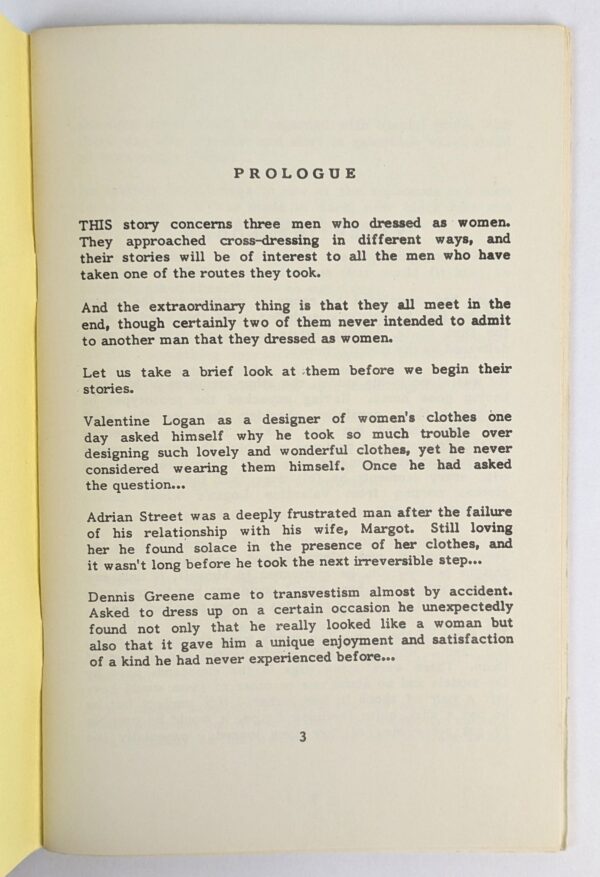 PROLOGUE
THIS story concerns three men who dressed as women.
They approached cross-dressing in different ways, and
their stories will be of interest to all the men who have
taken one of the routes they took.
And the extraordinary thing is that they all meet in the
end, though certainly two of them never intended to admit
to another man that they dressed as women.
Let us take a brief look at them before we begin their
stories.
Valentine Logan as a designer of women's clothes one
day asked himself why he took so much trouble over
designing such lovely and wonderful clothes, yet he never
considered wearing them himself. Once he had asked
the question...
Adrian Street was a deeply frustrated man after the failure
of his relationship with his wife, Margot. Still loving
her he found solace in the presence of her clothes, and
it wasn't long before he took the next irreversible step...
Dennis Greene came to transvestism almost by accident.
Asked to dress up on a certain occasion he unexpectedly
found not only that he really looked like a woman but
also that it gave him a unique enjoyment and satisfaction
of a kind he had never experienced before...
3